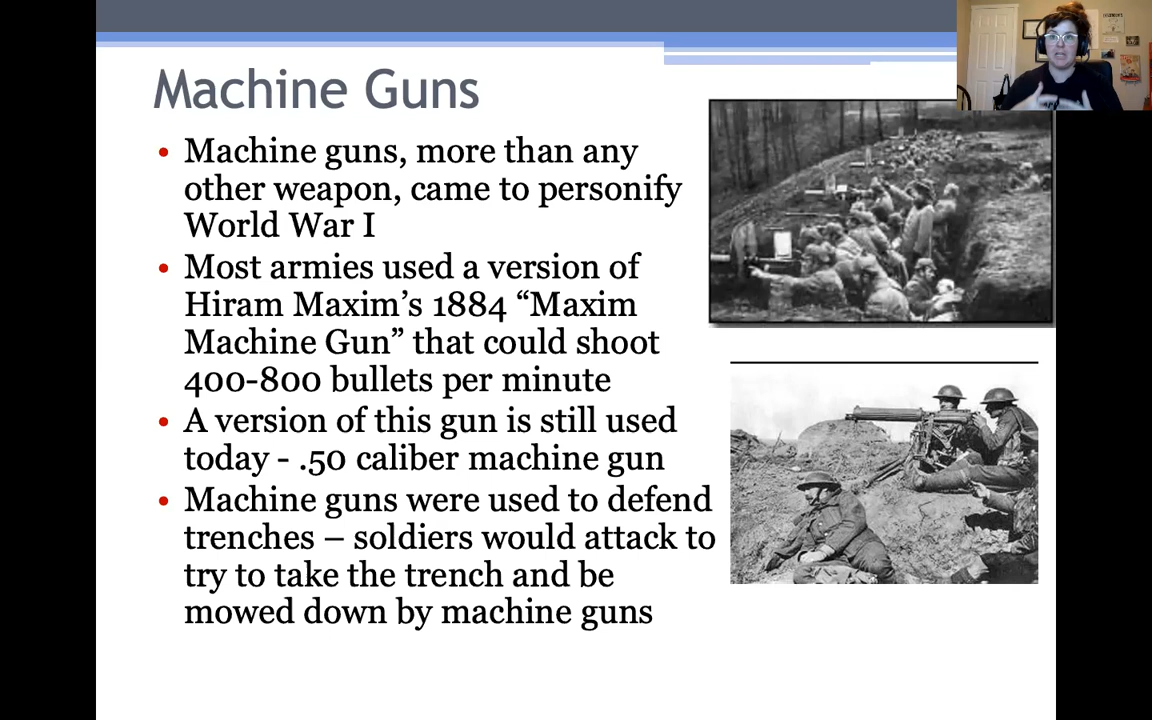 Machine Guns
• Machine guns, more than any
other weapon, came to personify
World War I
• Most armies used a version of
Hiram Maxim’s 1884 “Maxim
Machine Gun” that could shoot
400-800 bullets per minute
• A version of this gun is still used
today - .50 caliber machine gun
• Machine guns were used to defend
trenches – soldiers would attack to
try to take the trench and be
mowed down by machine guns